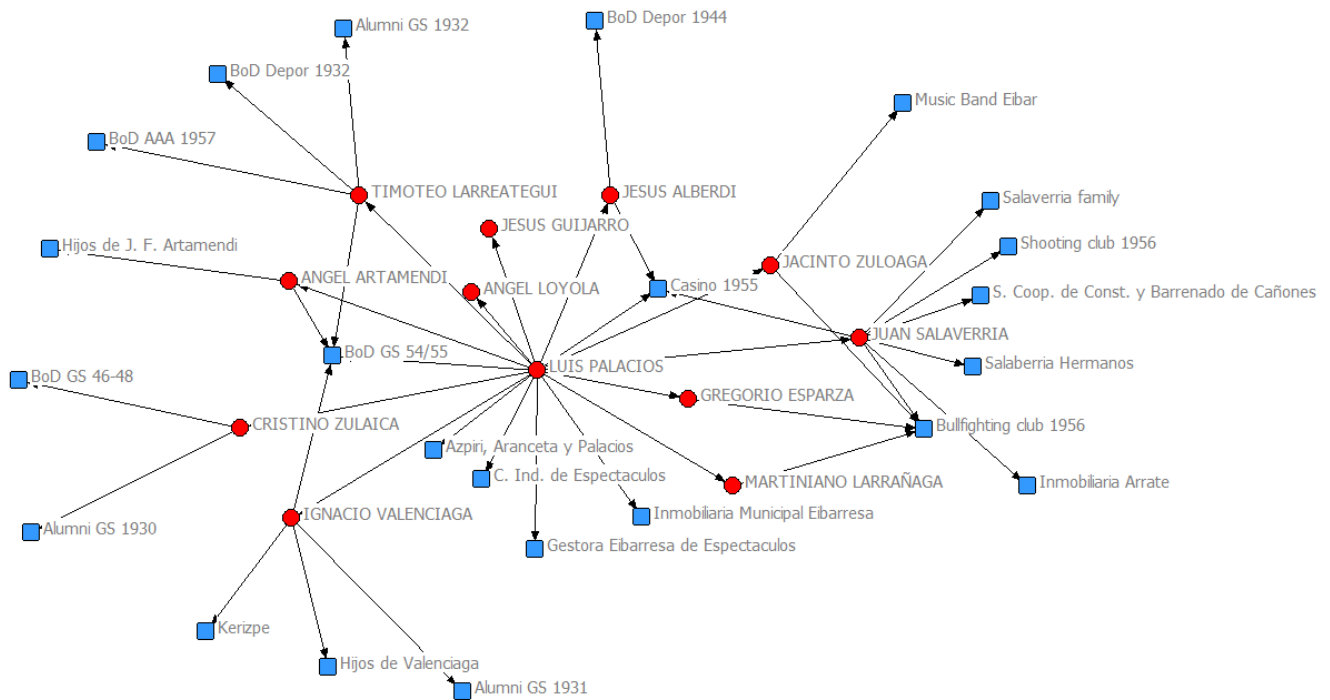 Alumni GS 1932
BoD Depor 1944
BoD Depor 1932
Music Band Eibar
BoD AAA 1957
TIMOTEO LARREATEGUI
JESUS ALBERDI
Salaverria family
JESUS GUIJARRO
Hijos de J. F. Artamendi
Shooting club 1956
JACINTO ZULOAGA
ANGEL ARTAMENDI
ANGEL LOYOLA
Casino 1955
S. Coop. de Const. y Barrenado de Cañones
JUAN SALAVERRIA
BoD GS 54/55
LUIS PALACIOS
Salaberria Hermanos
BoD GS 46-48
GREGORIO ESPARZA
CRISTINO ZULAICA
Bullfighting club 1956
Azpiri, Aranceta y Palacios
C. Ind. de Espectaculos
MARTINIANO LARRAÑAGA
Inmobiliaria Arrate
IGNACIO VALENCIAGA
Inmobiliaria Municipal Eibarresa
Alumni GS 1930
Gestora Eibarresa de Espectaculos
Kerizpe
Hijos de Valenciaga
Alumni GS 1931